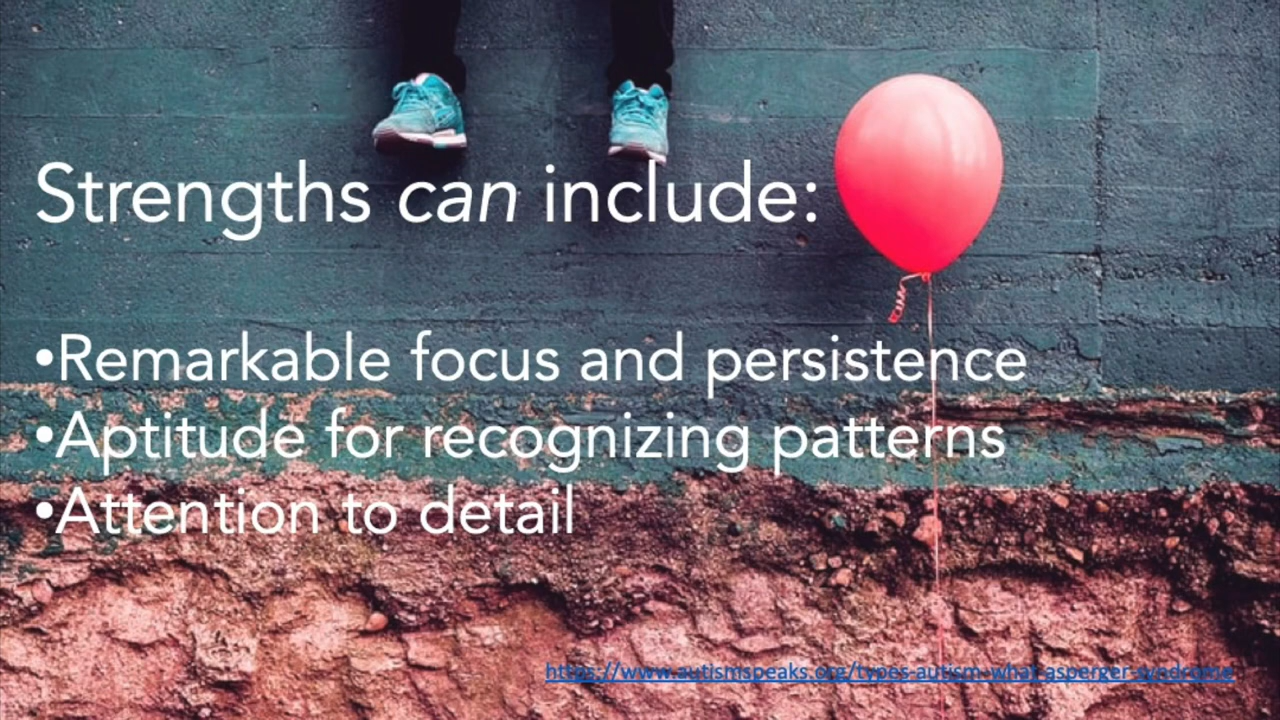 Strengths can include:
•Remarkable focus and persistence
•Aptitude for recognizing patterns
•Attention to detail
https://www.autismspeaks.org/types-autism-what-asperger-syndrome